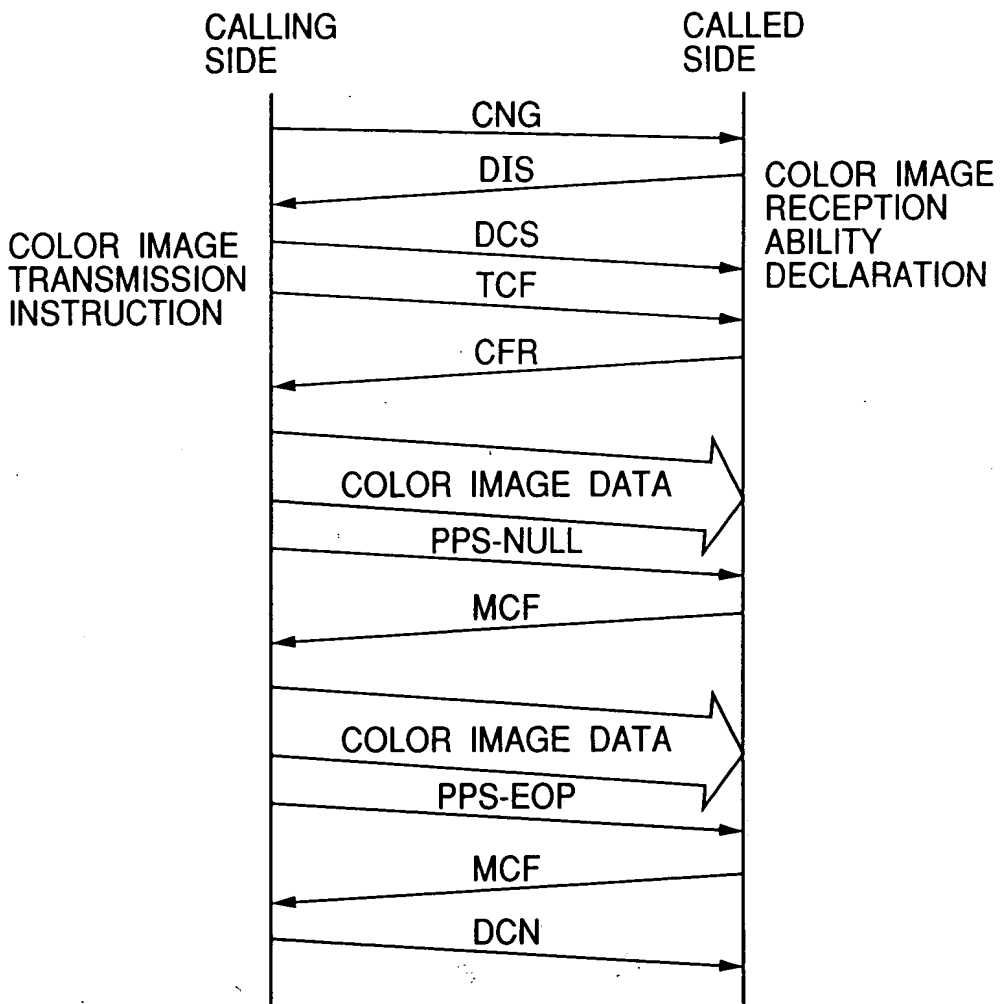 CALLING
SIDE
CALLED
SIDE
CNG
DIS
COLOR IMAGE
RECEPTION
ABILITY
DECLARATION
DCS
COLOR IMAGE
TRANSMISSION
INSTRUCTION
TCF
CFR
COLOR IMAGE DATA
PPS-NULL
MCF
COLOR IMAGE DATA
PPS-EOP
MCF
DCN